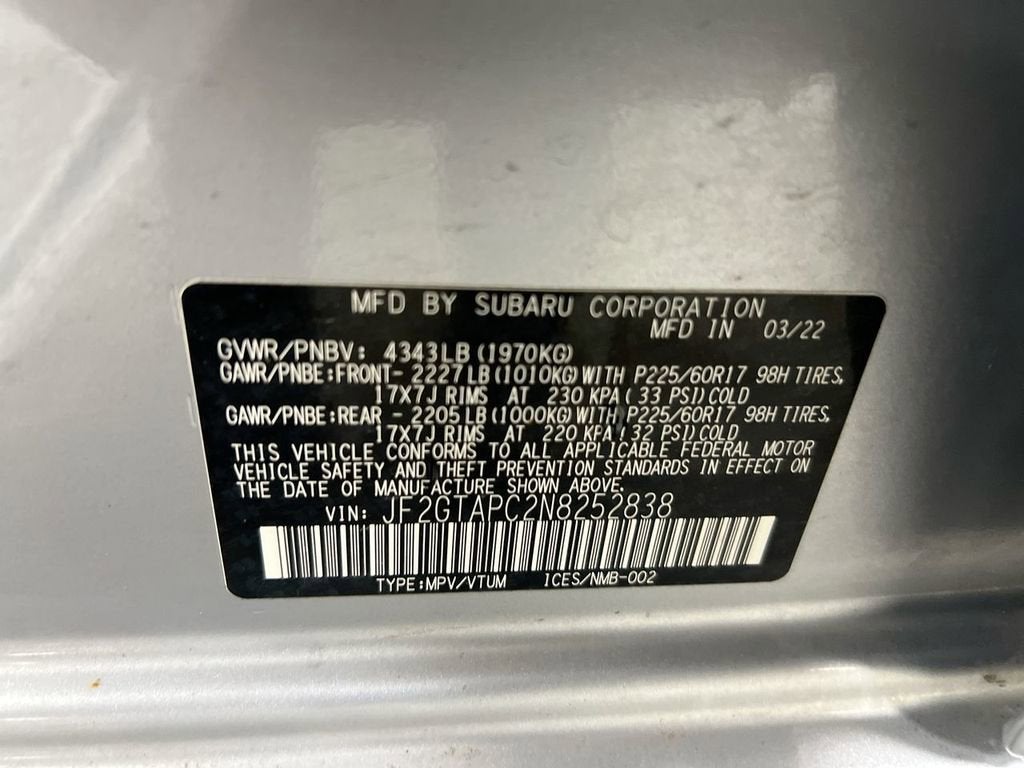 MFD BY SUBARU CORPORATION
MFD IN 03/22
GVWR/PNBV: 4343LB(1970KG)
GAWR/PNBE:FRONT- 2227LB(1010KG)WITH P225/60R17 98H TIRES,
17X7J RIMS AT 230 KPA(33 PSI)COLD
GAWR/PNBE:REAR - 2205LB(1000KG)WITH P225/60R17 98H TIRES,
17X7J RIMS AT 220 KPA(32 PSI)COLD
THIS VEHICLE CONFORMS TO ALL APPLICABLE FEDERAL MOTOR
VEHICLE SAFETY AND THEFT PREVENTION STANDARDS IN EFFECT ON
THE DATE OF MANUFACTURE SHOWN ABOVE.
VIN: JF2GTAPC2N8252838
TYPE:MPV/VTUM ICES/NMB-002